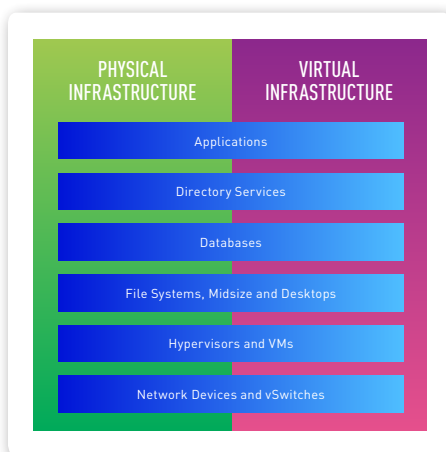 PHYSICAL
INFRASTRUCTURE
VIRTUAL
INFRASTRUCTURE
Applications
Directory Services
Databases
File Systems, Midsize and Desktops
Hypervisors and VMs
Network Devices and vSwitches